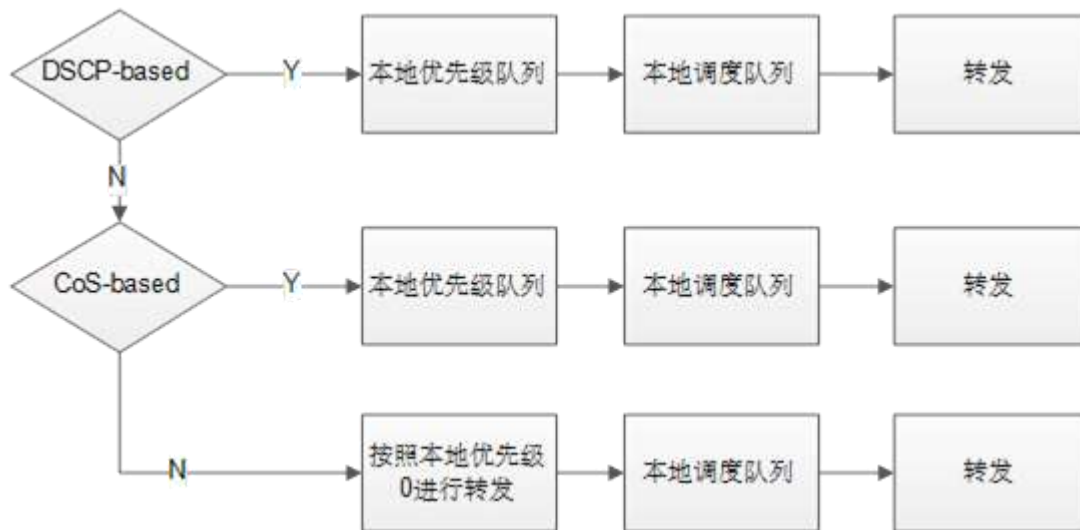 DSCP-based
Y
本地优先级队列
本地调度队列
转发
N
CoS-based
Y
本地优先级队列
本地调度队列
转发
N
按照本地优先级
0进行转发
本地调度队列
转发